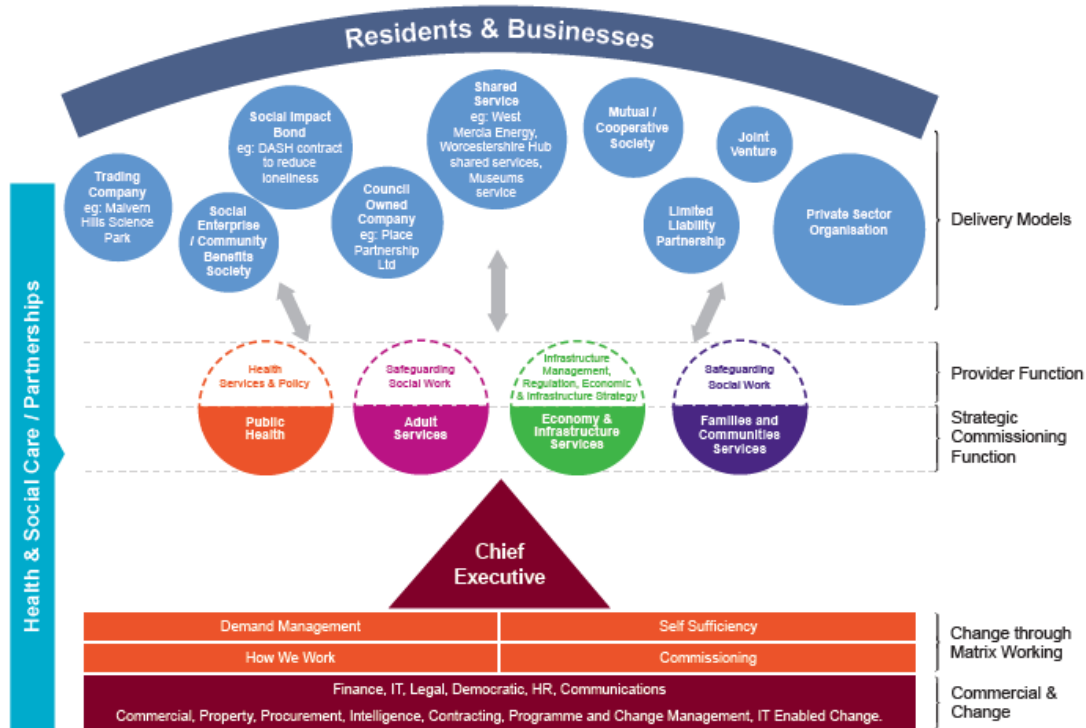 Residents & Businesses
Trading
Company
eg: Malvern
Hills Science
Park
Social
Enterprise
/ Community
Benefits
Society
Social Impact
Bond
eg: DASH contract
to reduce
loneliness
Council
Owned
Company
eg: Place
Partnership
Ltd
Shared
Service
eg: West
Mercia Energy,
Worcestershire Hub
shared services,
Museums
service
Mutual /
Cooperative
Society
Limited
Liability
Partnership
Joint
Venture
Private Sector
Organisation
Delivery Models
Health & Social Care / Partnerships
Health
Services & Policy
Safeguarding
Social Work
Infrastructure
Management,
Regulation, Economic
& Infrastructure Strategy
Safeguarding
Social Work
Provider Function
Public
Health
Adult
Services
Economy &
Infrastructure
Services
Families and
Communities
Services
Strategic
Commissioning
Function
Chief
Executive
Demand Management
Self Sufficiency
How We Work
Commissioning
Change through
Matrix Working
Finance, IT, Legal, Democratic, HR, Communications
Commercial, Property, Procurement, Intelligence, Contracting, Programme and Change Management, IT Enabled Change.
Commercial &
Change